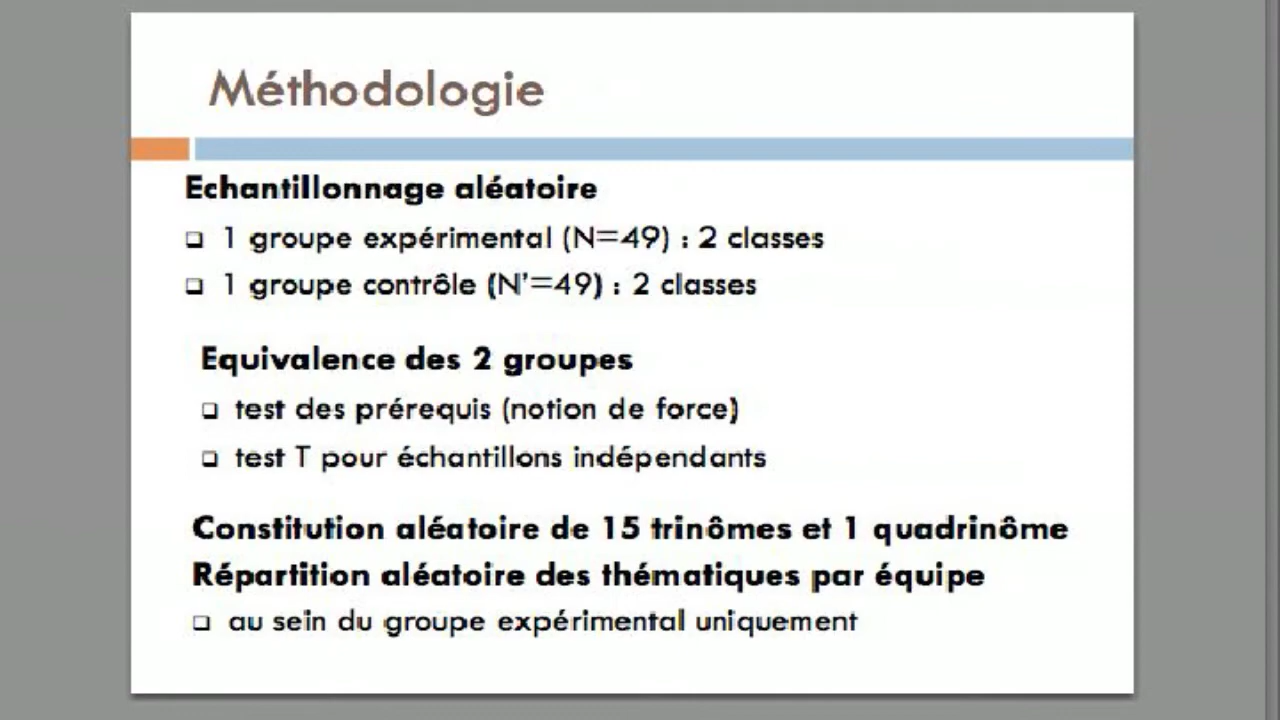 Méthodologie
Echantillonnage aléatoire
❑ 1 groupe expérimental (N=49) : 2 classes
❑ 1 groupe contrôle (N'=49) : 2 classes
Equivalence des 2 groupes
❑ test des prérequis (notion de force)
❑ test T pour échantillons indépendants
Constitution aléatoire de 15 trinômes et 1 quadrinôme
Répartition aléatoire des thématiques par équipe
❑ au sein du groupe expérimental uniquement